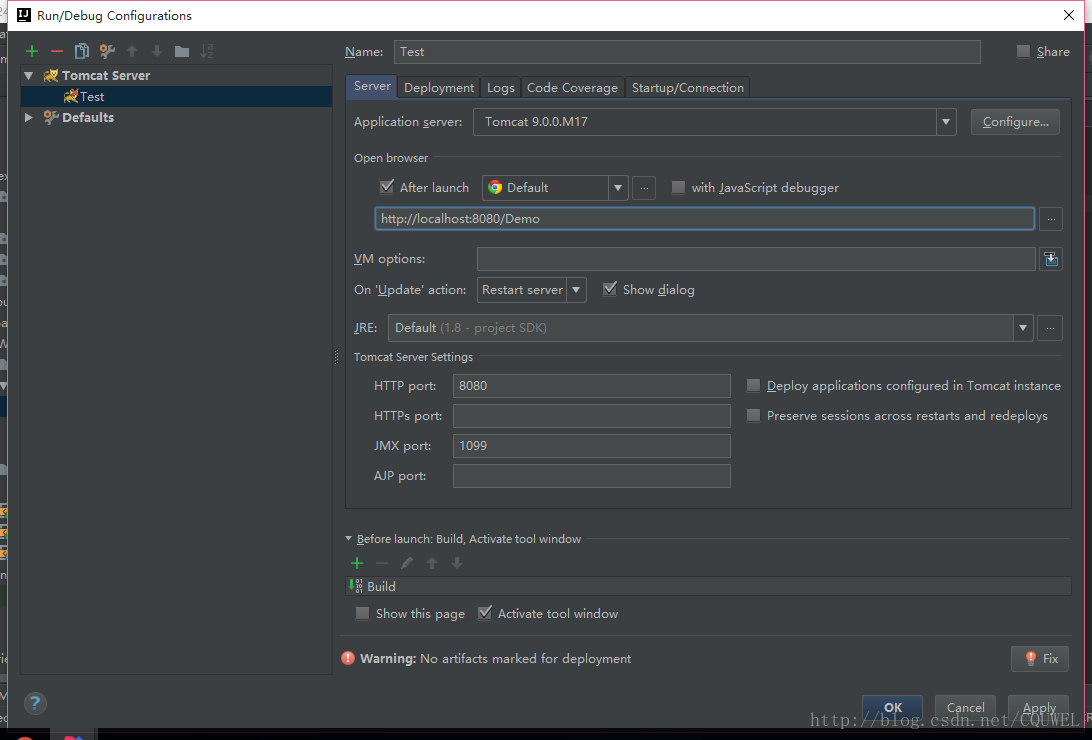 Run/Debug Configurations
Name: Test Share
Tomcat Server
Test
Defaults
Server Deployment Logs Code Coverage Startup/Connection
Application server: Tomcat 9.0.0.M17 Configure...
Open browser
After launch Default ... with JavaScript debugger
http://localhost:8080/Demo ...
VM options:
On 'Update' action: Restart server Show dialog
JRE: Default (1.8 - project SDK) ...
Tomcat Server Settings
HTTP port: 8080 Deploy applications configured in Tomcat instance
HTTPs port: Preserve sessions across restarts and redeploys
JMX port: 1099
AJP port:
Before launch: Build, Activate tool window
Build
Show this page Activate tool window
Warning: No artifacts marked for deployment Fix
? OK Cancel Apply
http://blog.csdn.net/CQUWEL